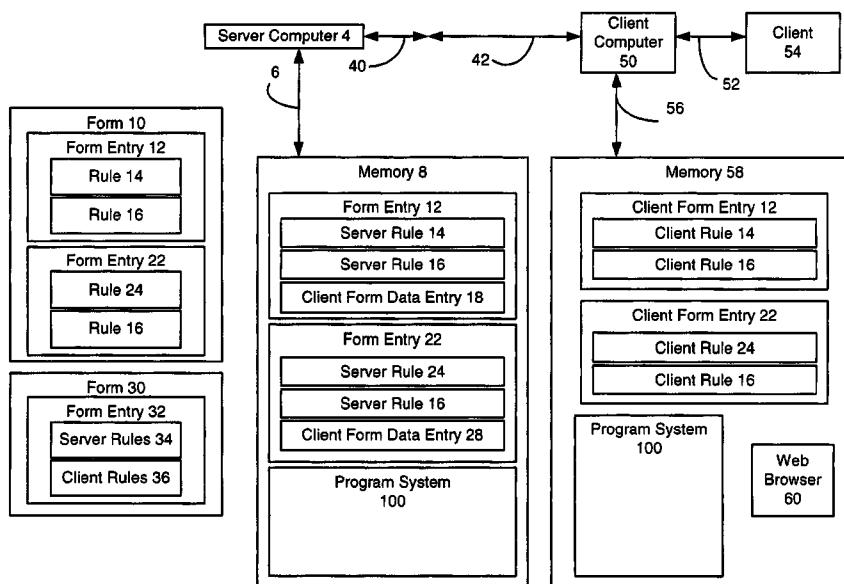 Server Computer 4
40
42
Client
Computer
50
52
Client
54
6
56
Form 10
Form Entry 12
Rule 14
Rule 16
Form Entry 22
Rule 24
Rule 16
Form 30
Form Entry 32
Server Rules 34
Client Rules 36
Memory 8
Form Entry 12
Server Rule 14
Server Rule 16
Client Form Data Entry 18
Form Entry 22
Server Rule 24
Server Rule 16
Client Form Data Entry 28
Program System
100
Memory 58
Client Form Entry 12
Client Rule 14
Client Rule 16
Client Form Entry 22
Client Rule 24
Client Rule 16
Program System
100
Web
Browser
60